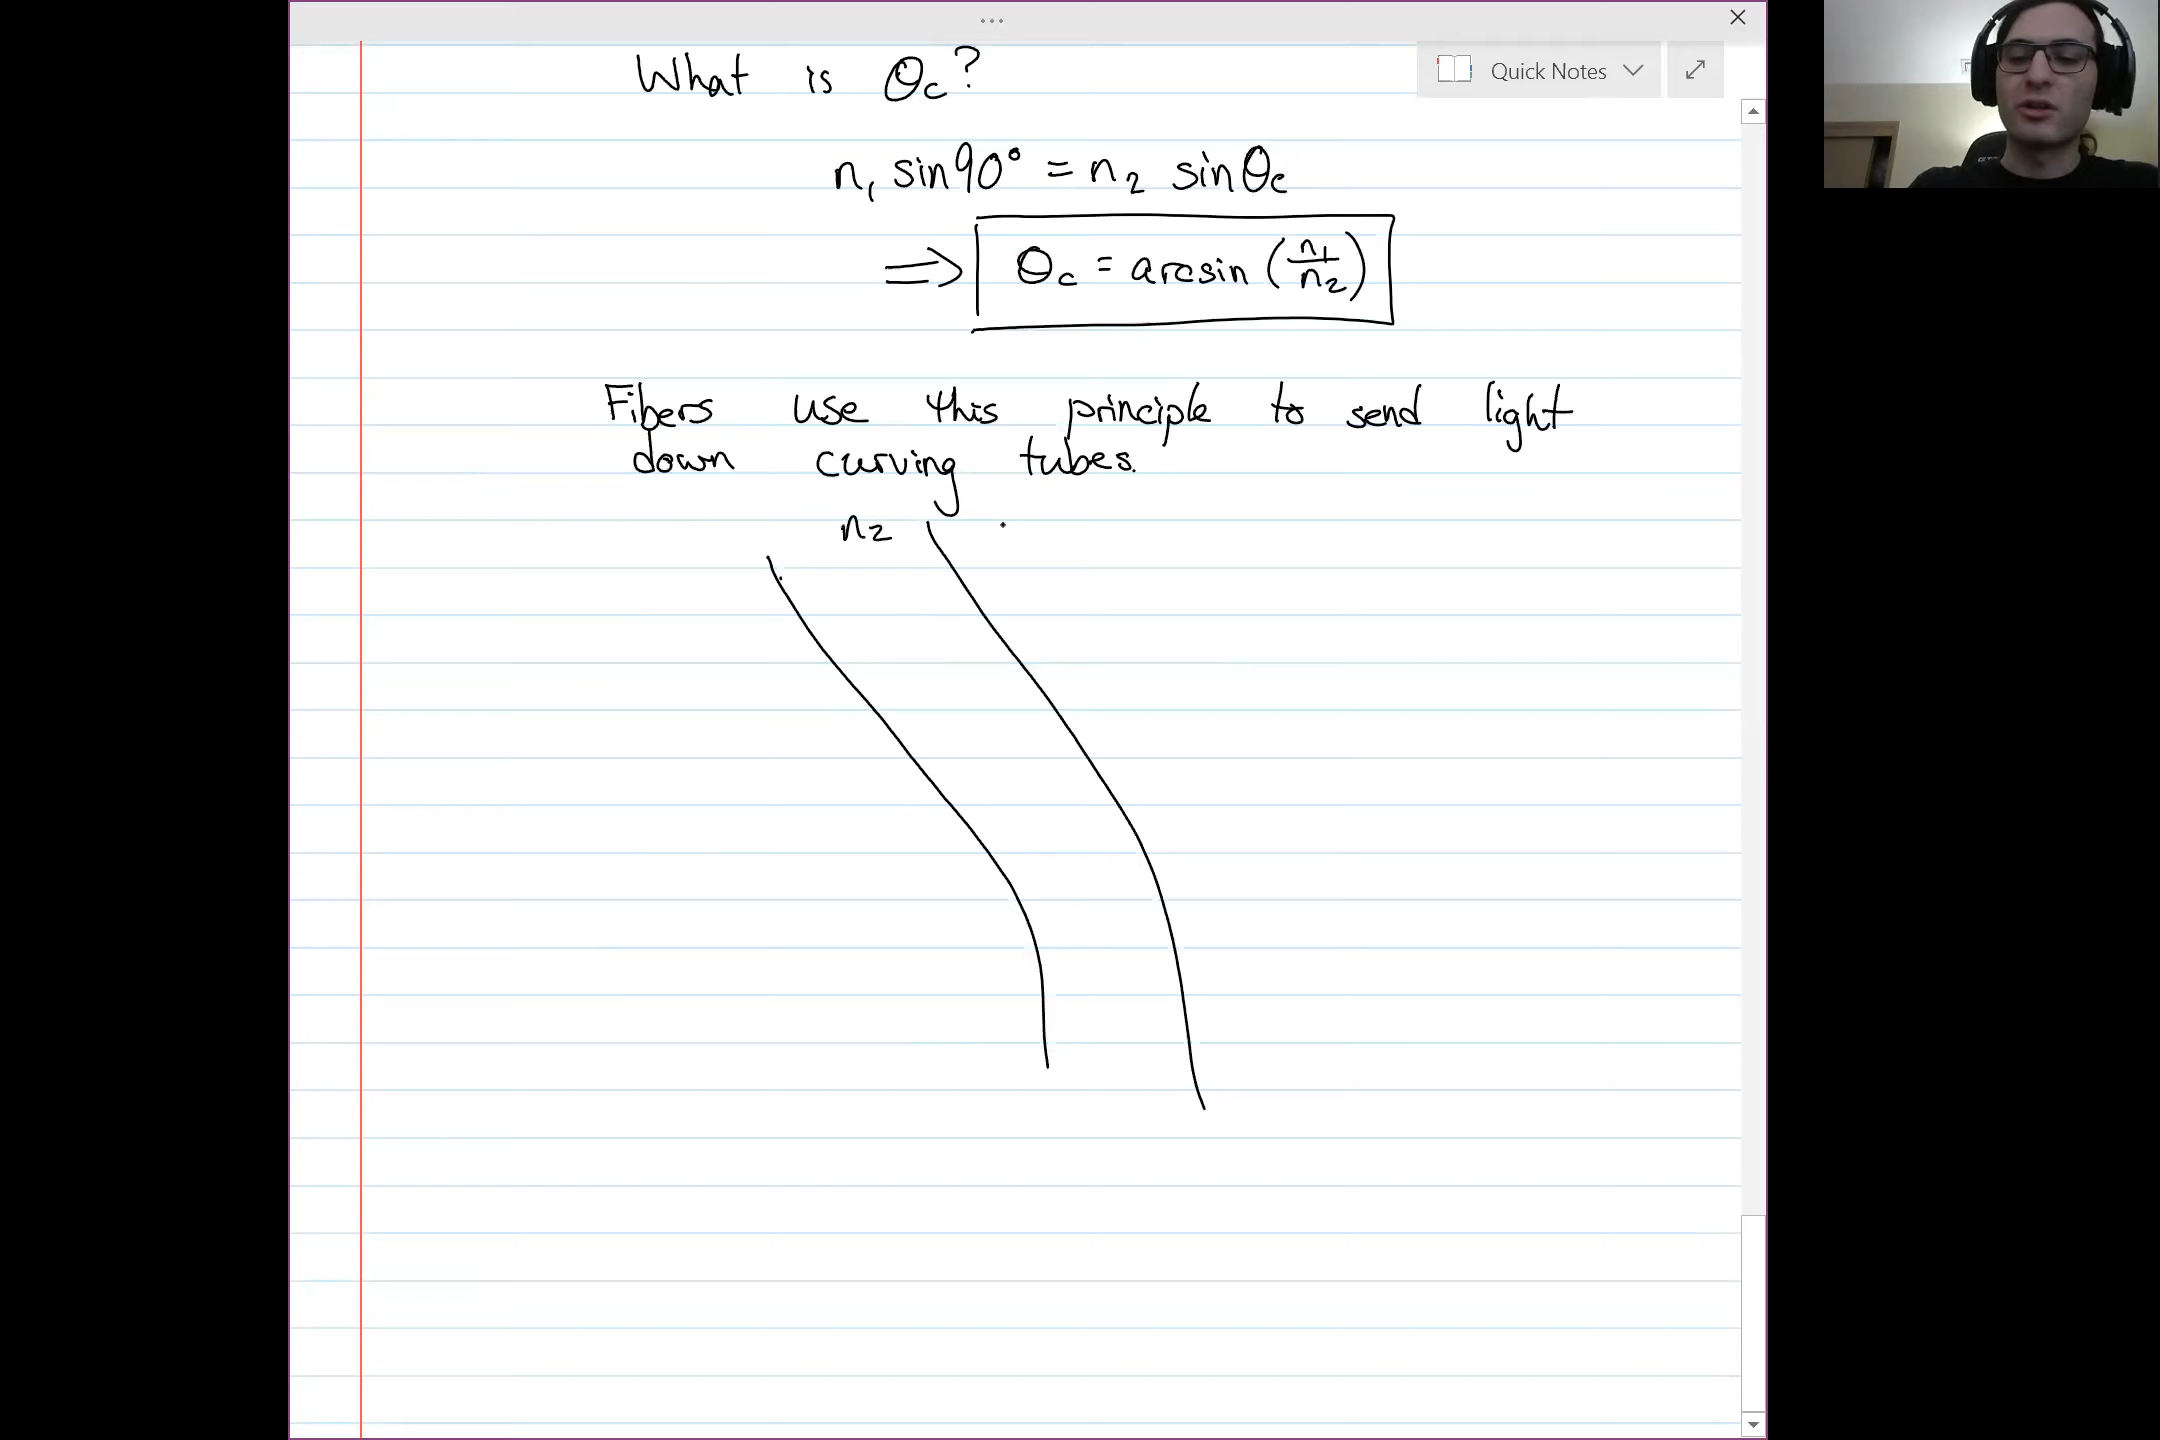 What is θc?
Quick Notes
n₁ sin90° = n₂ sinθc
⇒ θc = arcsin (n₁/n₂)
Fibers use this principle to send light
down curving tubes.
n₂